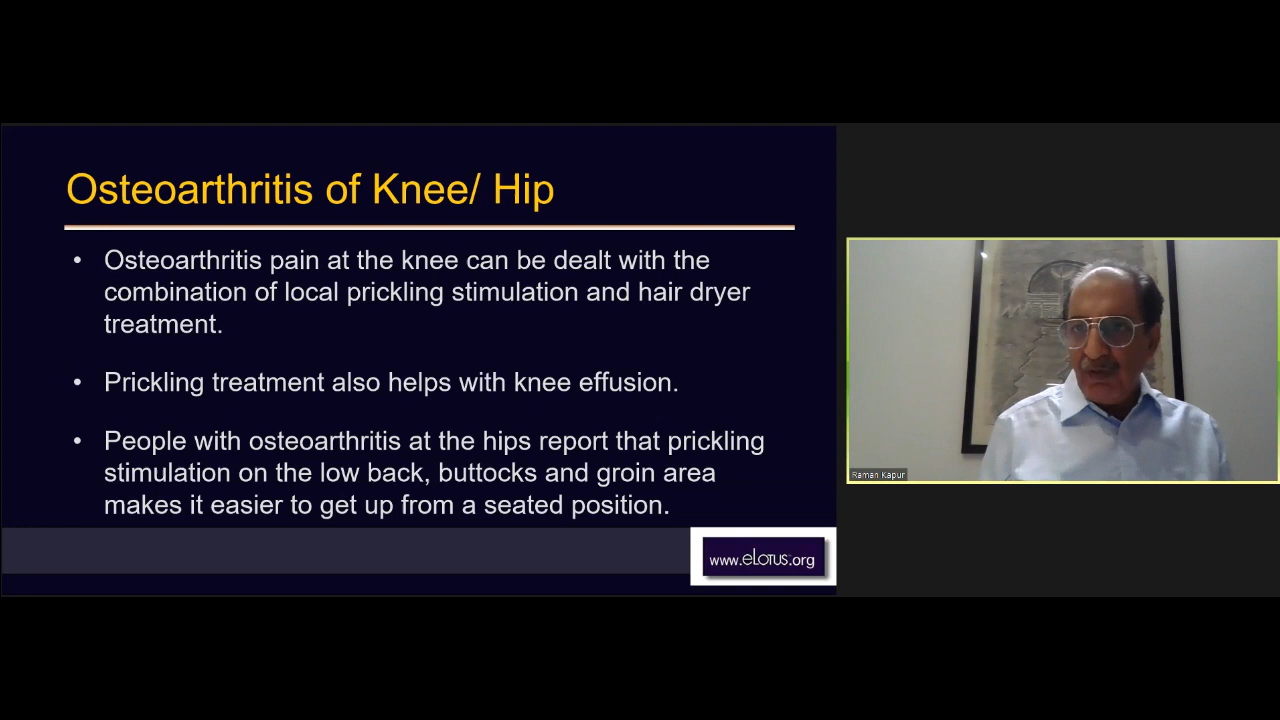 Osteoarthritis of Knee/ Hip
• Osteoarthritis pain at the knee can be dealt with the
combination of local prickling stimulation and hair dryer
treatment.
• Prickling treatment also helps with knee effusion.
• People with osteoarthritis at the hips report that prickling
stimulation on the low back, buttocks and groin area
makes it easier to get up from a seated position.
www.eLotus.org
Raman Kapur